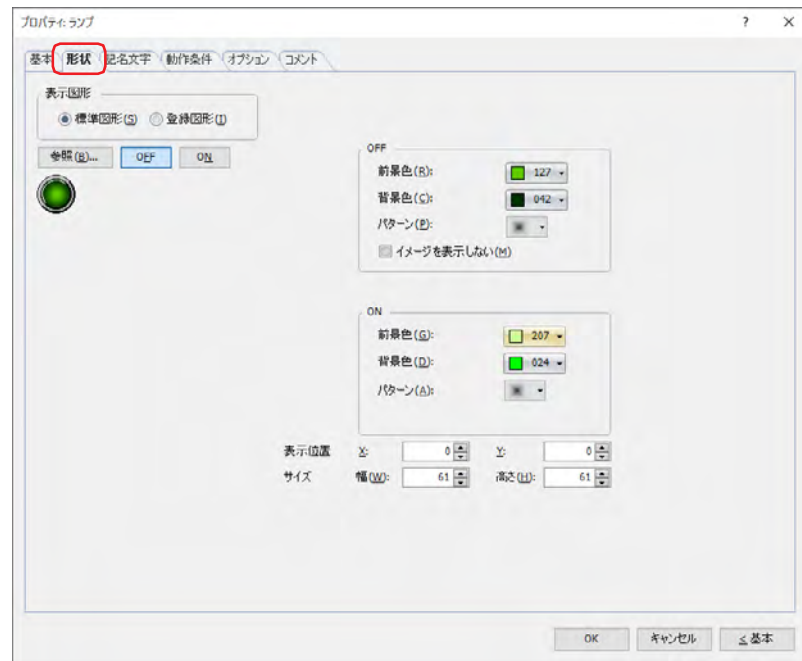 プロパティ: ランプ
? ×
基本 形状 記名文字 動作条件 オプション コメント
表示図形
標準図形(S) 登録図形(I)
参照(B)... OFF ON
OFF
前景色(R): 127
背景色(C): 042
パターン(P):
イメージを表示しない(M)
ON
前景色(G): 207
背景色(D): 024
パターン(A):
表示位置 X: 0 Y: 0
サイズ 幅(W): 61 高さ(H): 61
OK キャンセル ≤ 基本